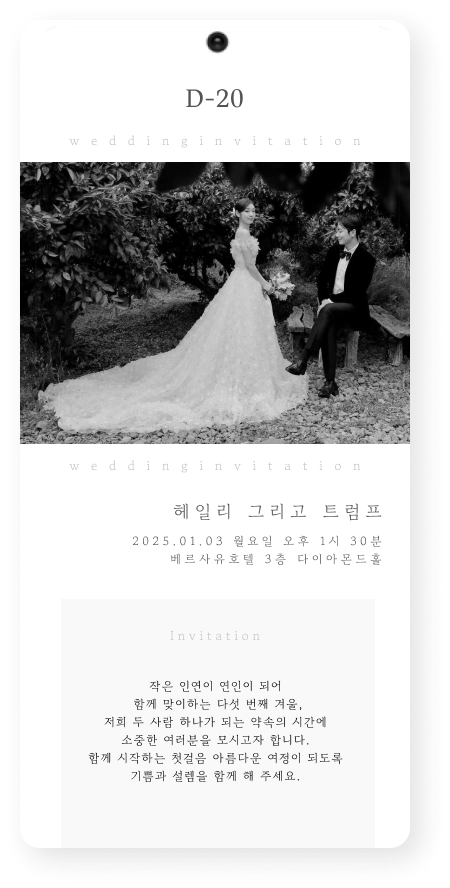 D-20
weddinginvitation
weddinginvitation
헤일리 그리고 트럼프
2025.01.03 월요일 오후 1시 30분
베르사유호텔 3층 다이아몬드홀
Invitation
작은 인연이 연인이 되어
함께 맞이하는 다섯 번째 겨울,
저희 두 사람 하나가 되는 약속의 시간에
소중한 여러분을 모시고자 합니다.
함께 시작하는 첫걸음 아름다운 여정이 되도록
기쁨과 설렘을 함께 해 주세요.